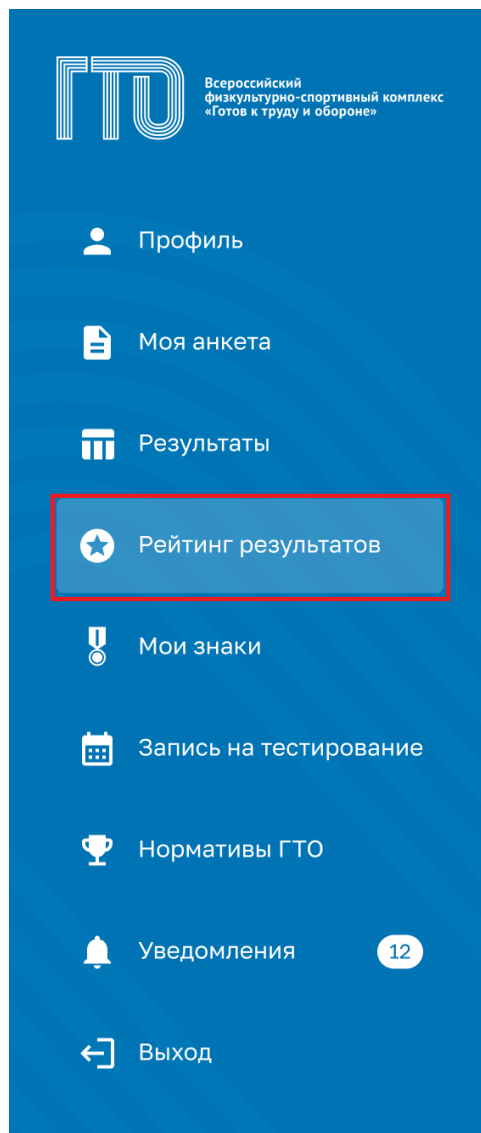 ГТО
Всероссийский
физкультурно-спортивный комплекс
«Готов к труду и обороне»
Профиль
Моя анкета
Результаты
Рейтинг результатов
Мои знаки
Запись на тестирование
Нормативы ГТО
Уведомления 12
Выход